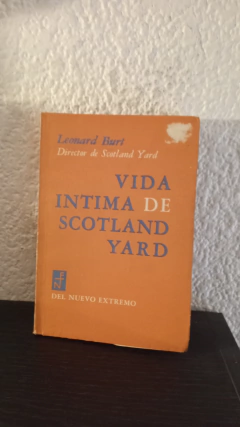 Leonard Burt
Director de Scotland Yard
VIDA
INTIMA DE
SCOTLAND
YARD
DEL NUEVO EXTREMO